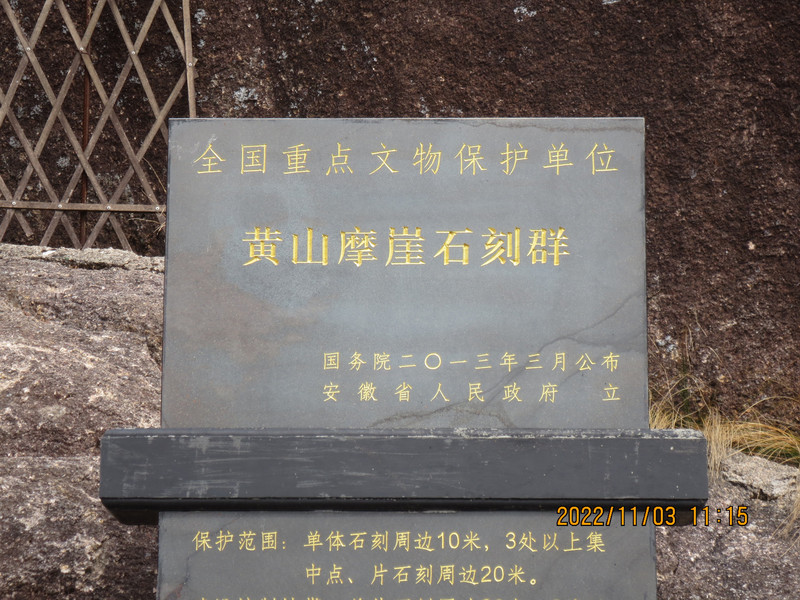 全国重点文物保护单位
黄山摩崖石刻群
国务院二〇一三年三月公布
安徽省人民政府 立
保护范围：单体石刻周边10米，3处以上集
中点、片石刻周边20米。
2022/11/03 11:15